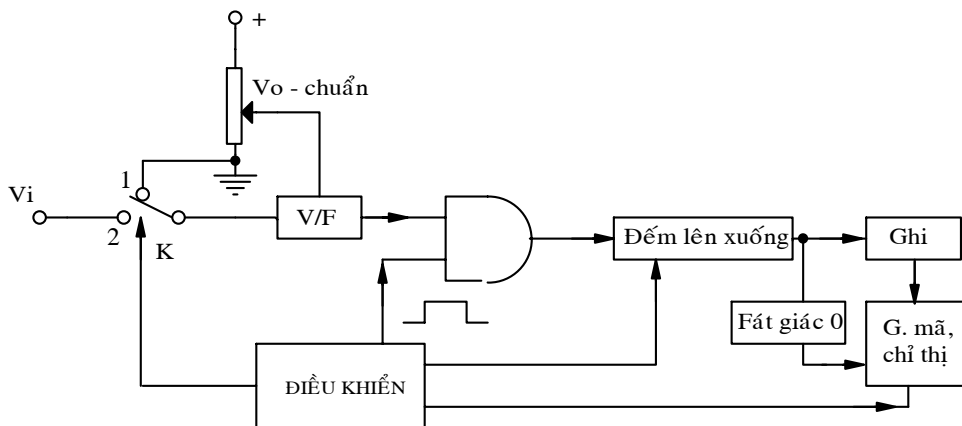 +
Vo - chuẩn
1
Vi
2
K
V/F
Đếm lên xuống
Ghi
Fát giác 0
G. mã,
chỉ thị
ĐIỀU KHIỂN